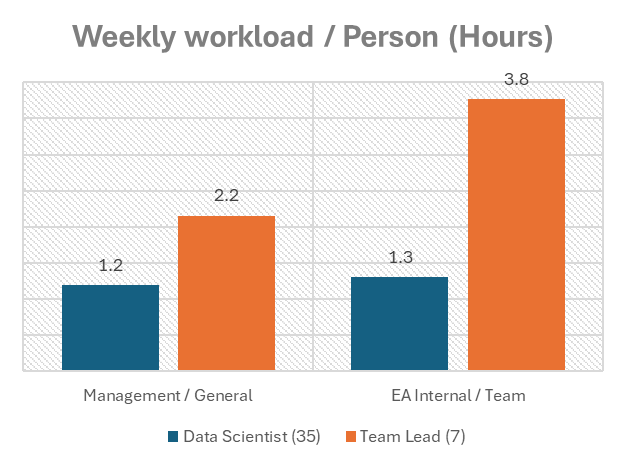 Weekly workload / Person (Hours)
3.8
2.2
1.2
1.3
Management / General
EA Internal / Team
Data Scientist (35)
Team Lead (7)